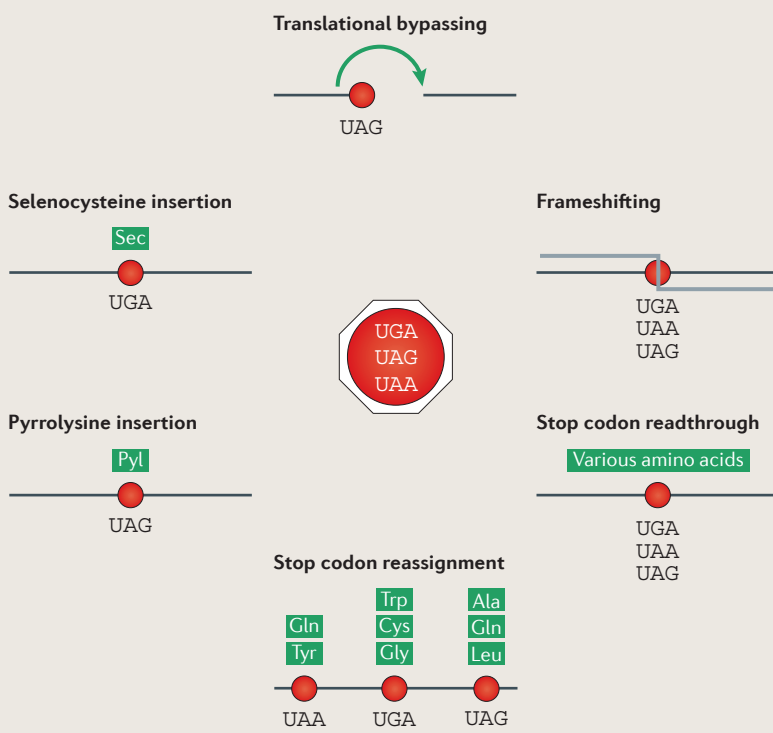 Translational bypassing
UAG
Selenocysteine insertion
Sec
UGA
Frameshifting
UGA
UAA
UAG
UGA
UAG
UAA
Pyrrolysine insertion
Pyl
UAG
Stop codon readthrough
Various amino acids
UGA
UAA
UAG
Stop codon reassignment
Gln
Tyr
UAA
Trp
Cys
Gly
UGA
Ala
Gln
Leu
UAG